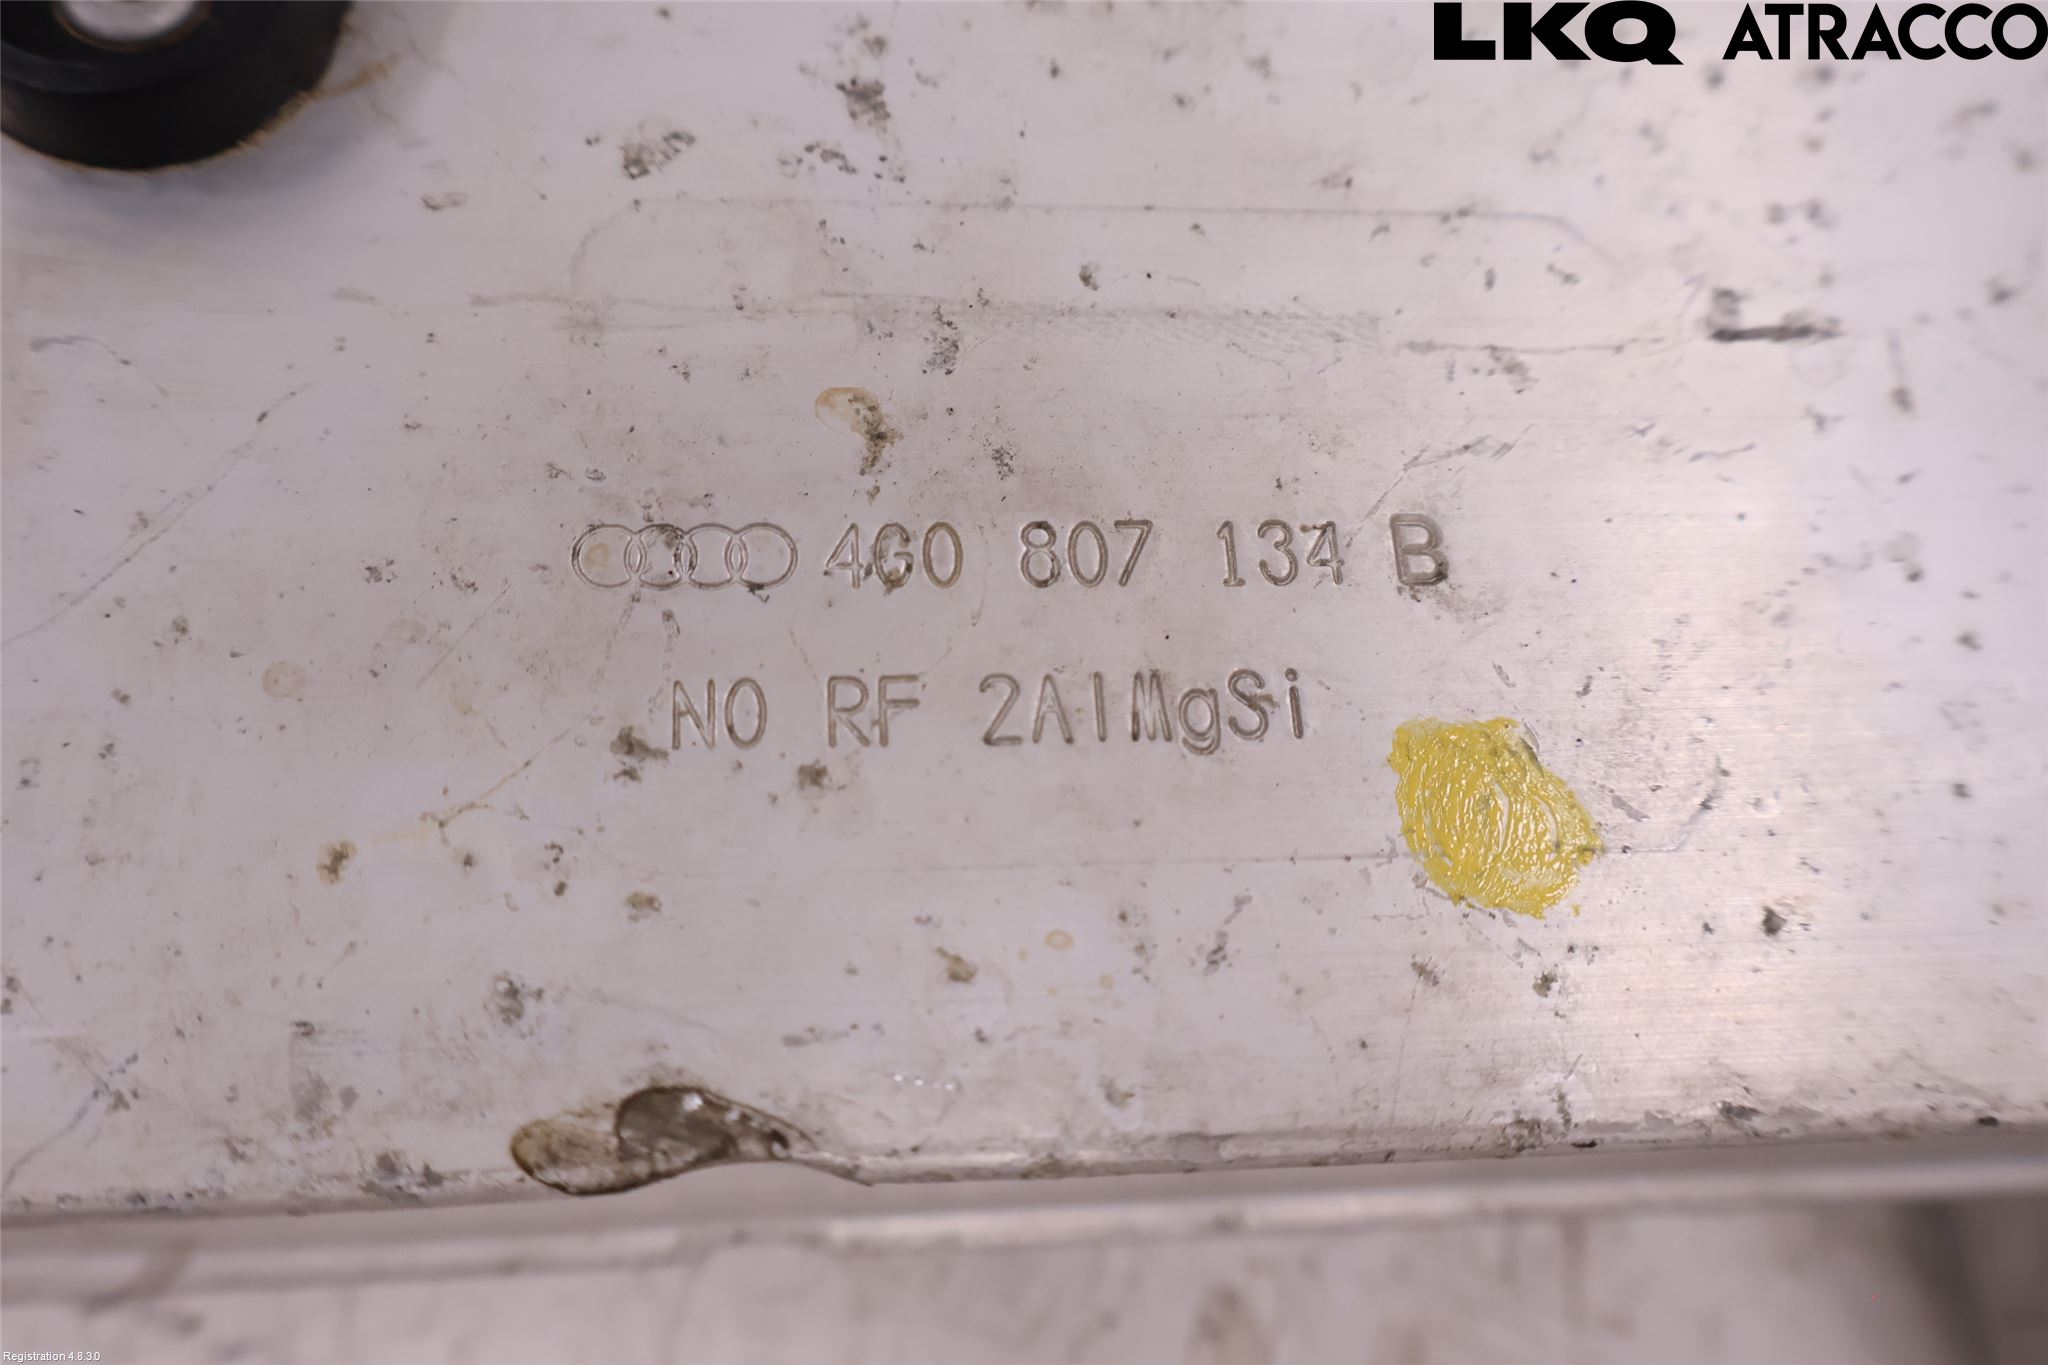 LKQ ATRACCO
4G0 807 134 B
NO RF 2AlMgSi
Registration 4.8.3.0